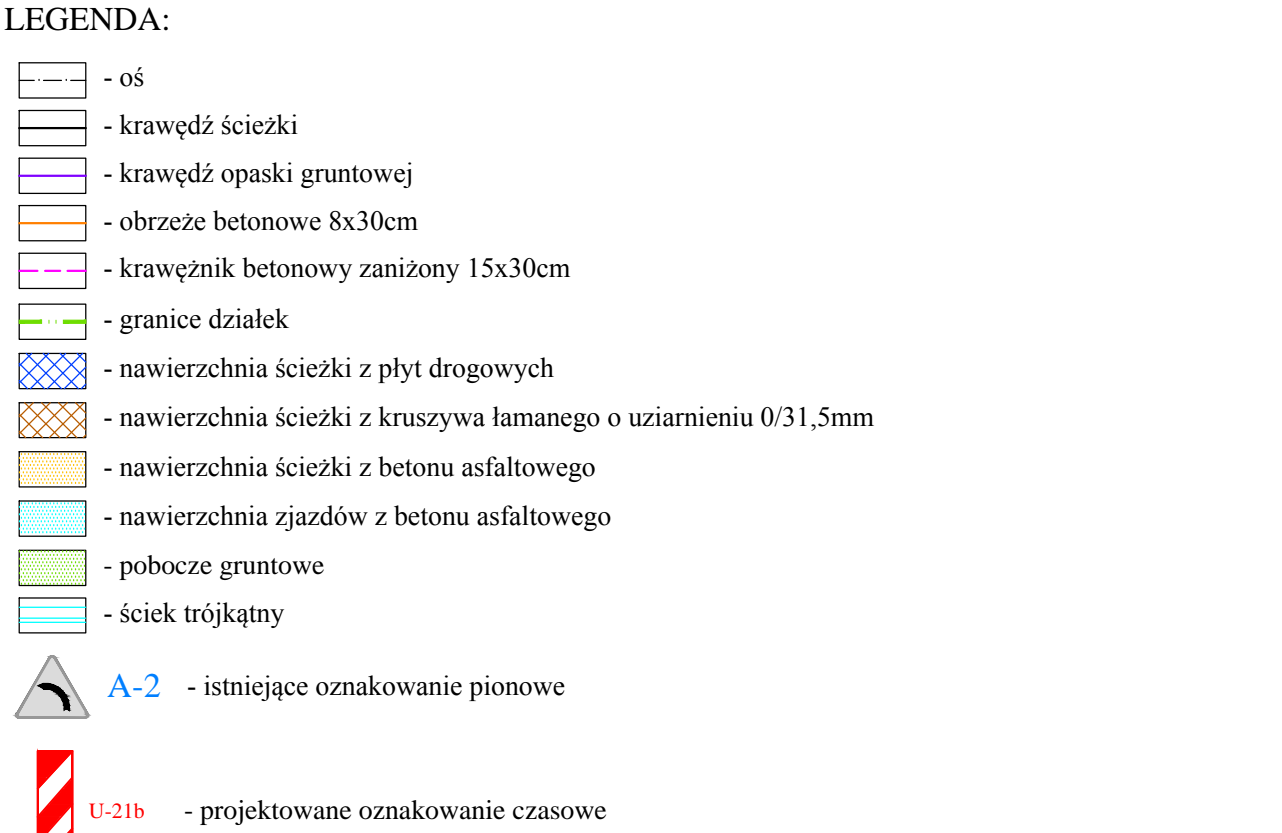 LEGENDA:
- oś
- krawędź ścieżki
- krawędź opaski gruntowej
- obrzeże betonowe 8x30cm
- krawężnik betonowy zaniżony 15x30cm
- granice działek
- nawierzchnia ścieżki z płyt drogowych
- nawierzchnia ścieżki z kruszywa łamanego o uziarnieniu 0/31,5mm
- nawierzchnia ścieżki z betonu asfaltowego
- nawierzchnia zjazdów z betonu asfaltowego
- pobocze gruntowe
- ściek trójkątny
A-2 - istniejące oznakowanie pionowe
U-21b - projektowane oznakowanie czasowe